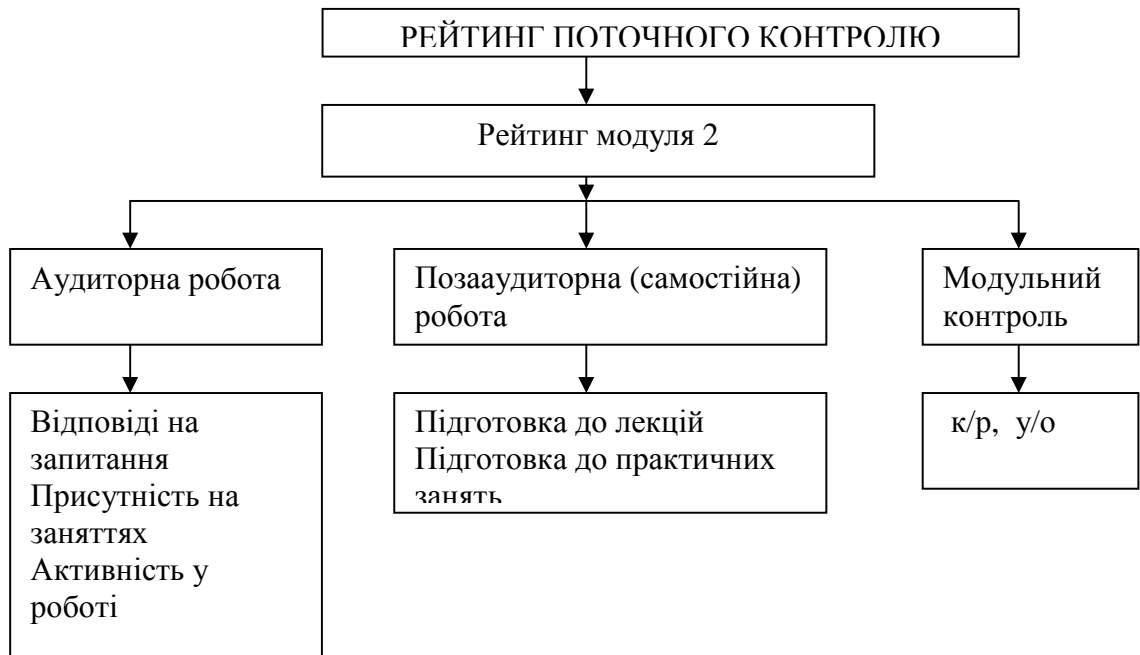 РЕЙТИНГ ПОТОЧНОГО КОНТРОЛЮ
Рейтинг модуля 2
Аудиторна робота
Позааудиторна (самостійна)
робота
Модульний
контроль
Відповіді на
запитання
Присутність на
заняттях
Активність у
роботі
Підготовка до лекцій
Підготовка до практичних
занять
к/р, у/о